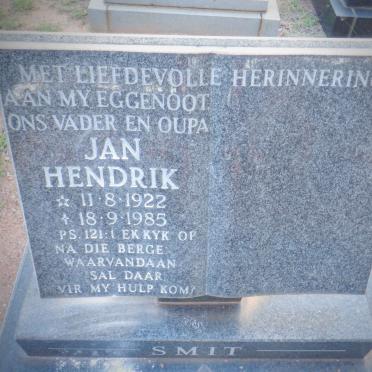 MET LIEFDEVOLLE HERINNERING
AAN MY EGGENOOT
ONS VADER EN OUPA
JAN
HENDRIK
☆ 11·8·1922
✝ 18·9·1985
PS. 121:1 EK KYK OP
NA DIE BERGE:
WAARVANDAAN
SAL DAAR
VIR MY HULP KOM?
SMIT